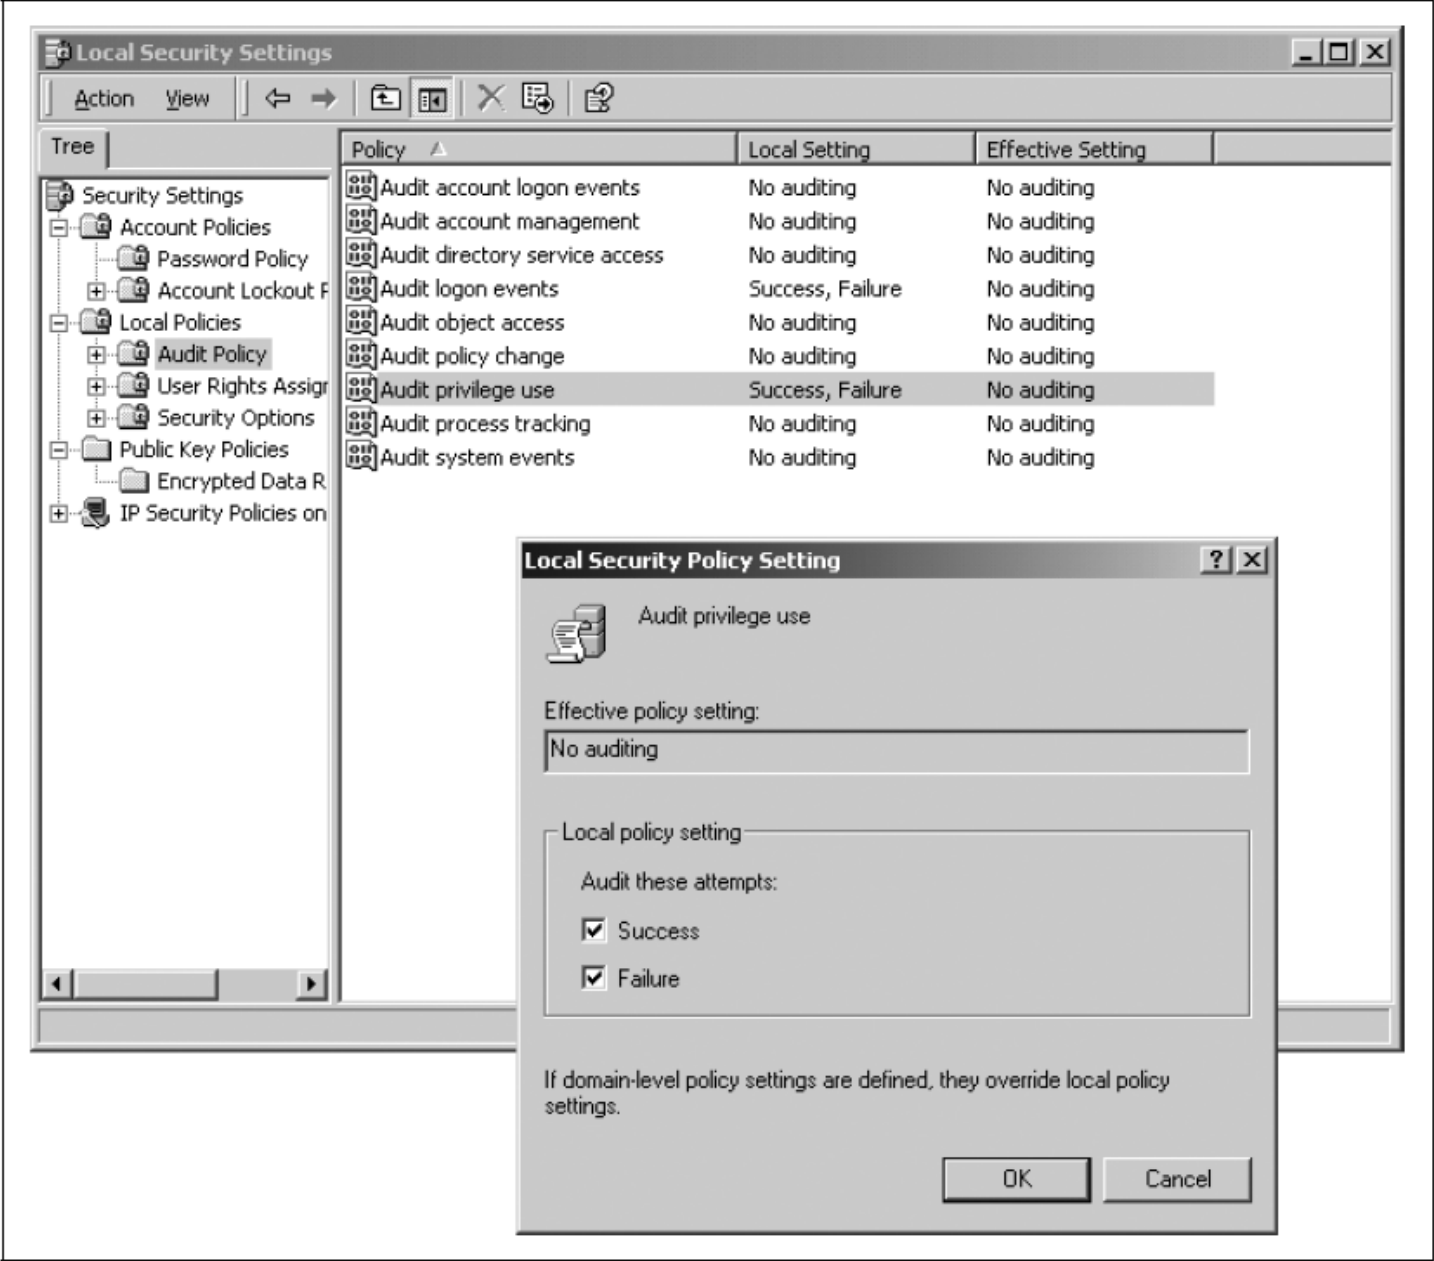 Local Security Settings
Action View
Tree
Policy Local Setting Effective Setting
Security Settings
Account Policies
Password Policy
Account Lockout P
Local Policies
Audit Policy
User Rights Assigr
Security Options
Public Key Policies
Encrypted Data R
IP Security Policies on
Audit account logon events No auditing No auditing
Audit account management No auditing No auditing
Audit directory service access No auditing No auditing
Audit logon events Success, Failure No auditing
Audit object access No auditing No auditing
Audit policy change No auditing No auditing
Audit privilege use Success, Failure No auditing
Audit process tracking No auditing No auditing
Audit system events No auditing No auditing
Local Security Policy Setting
Audit privilege use
Effective policy setting:
No auditing
Local policy setting
Audit these attempts:
Success
Failure
If domain-level policy settings are defined, they override local policy
settings.
OK Cancel